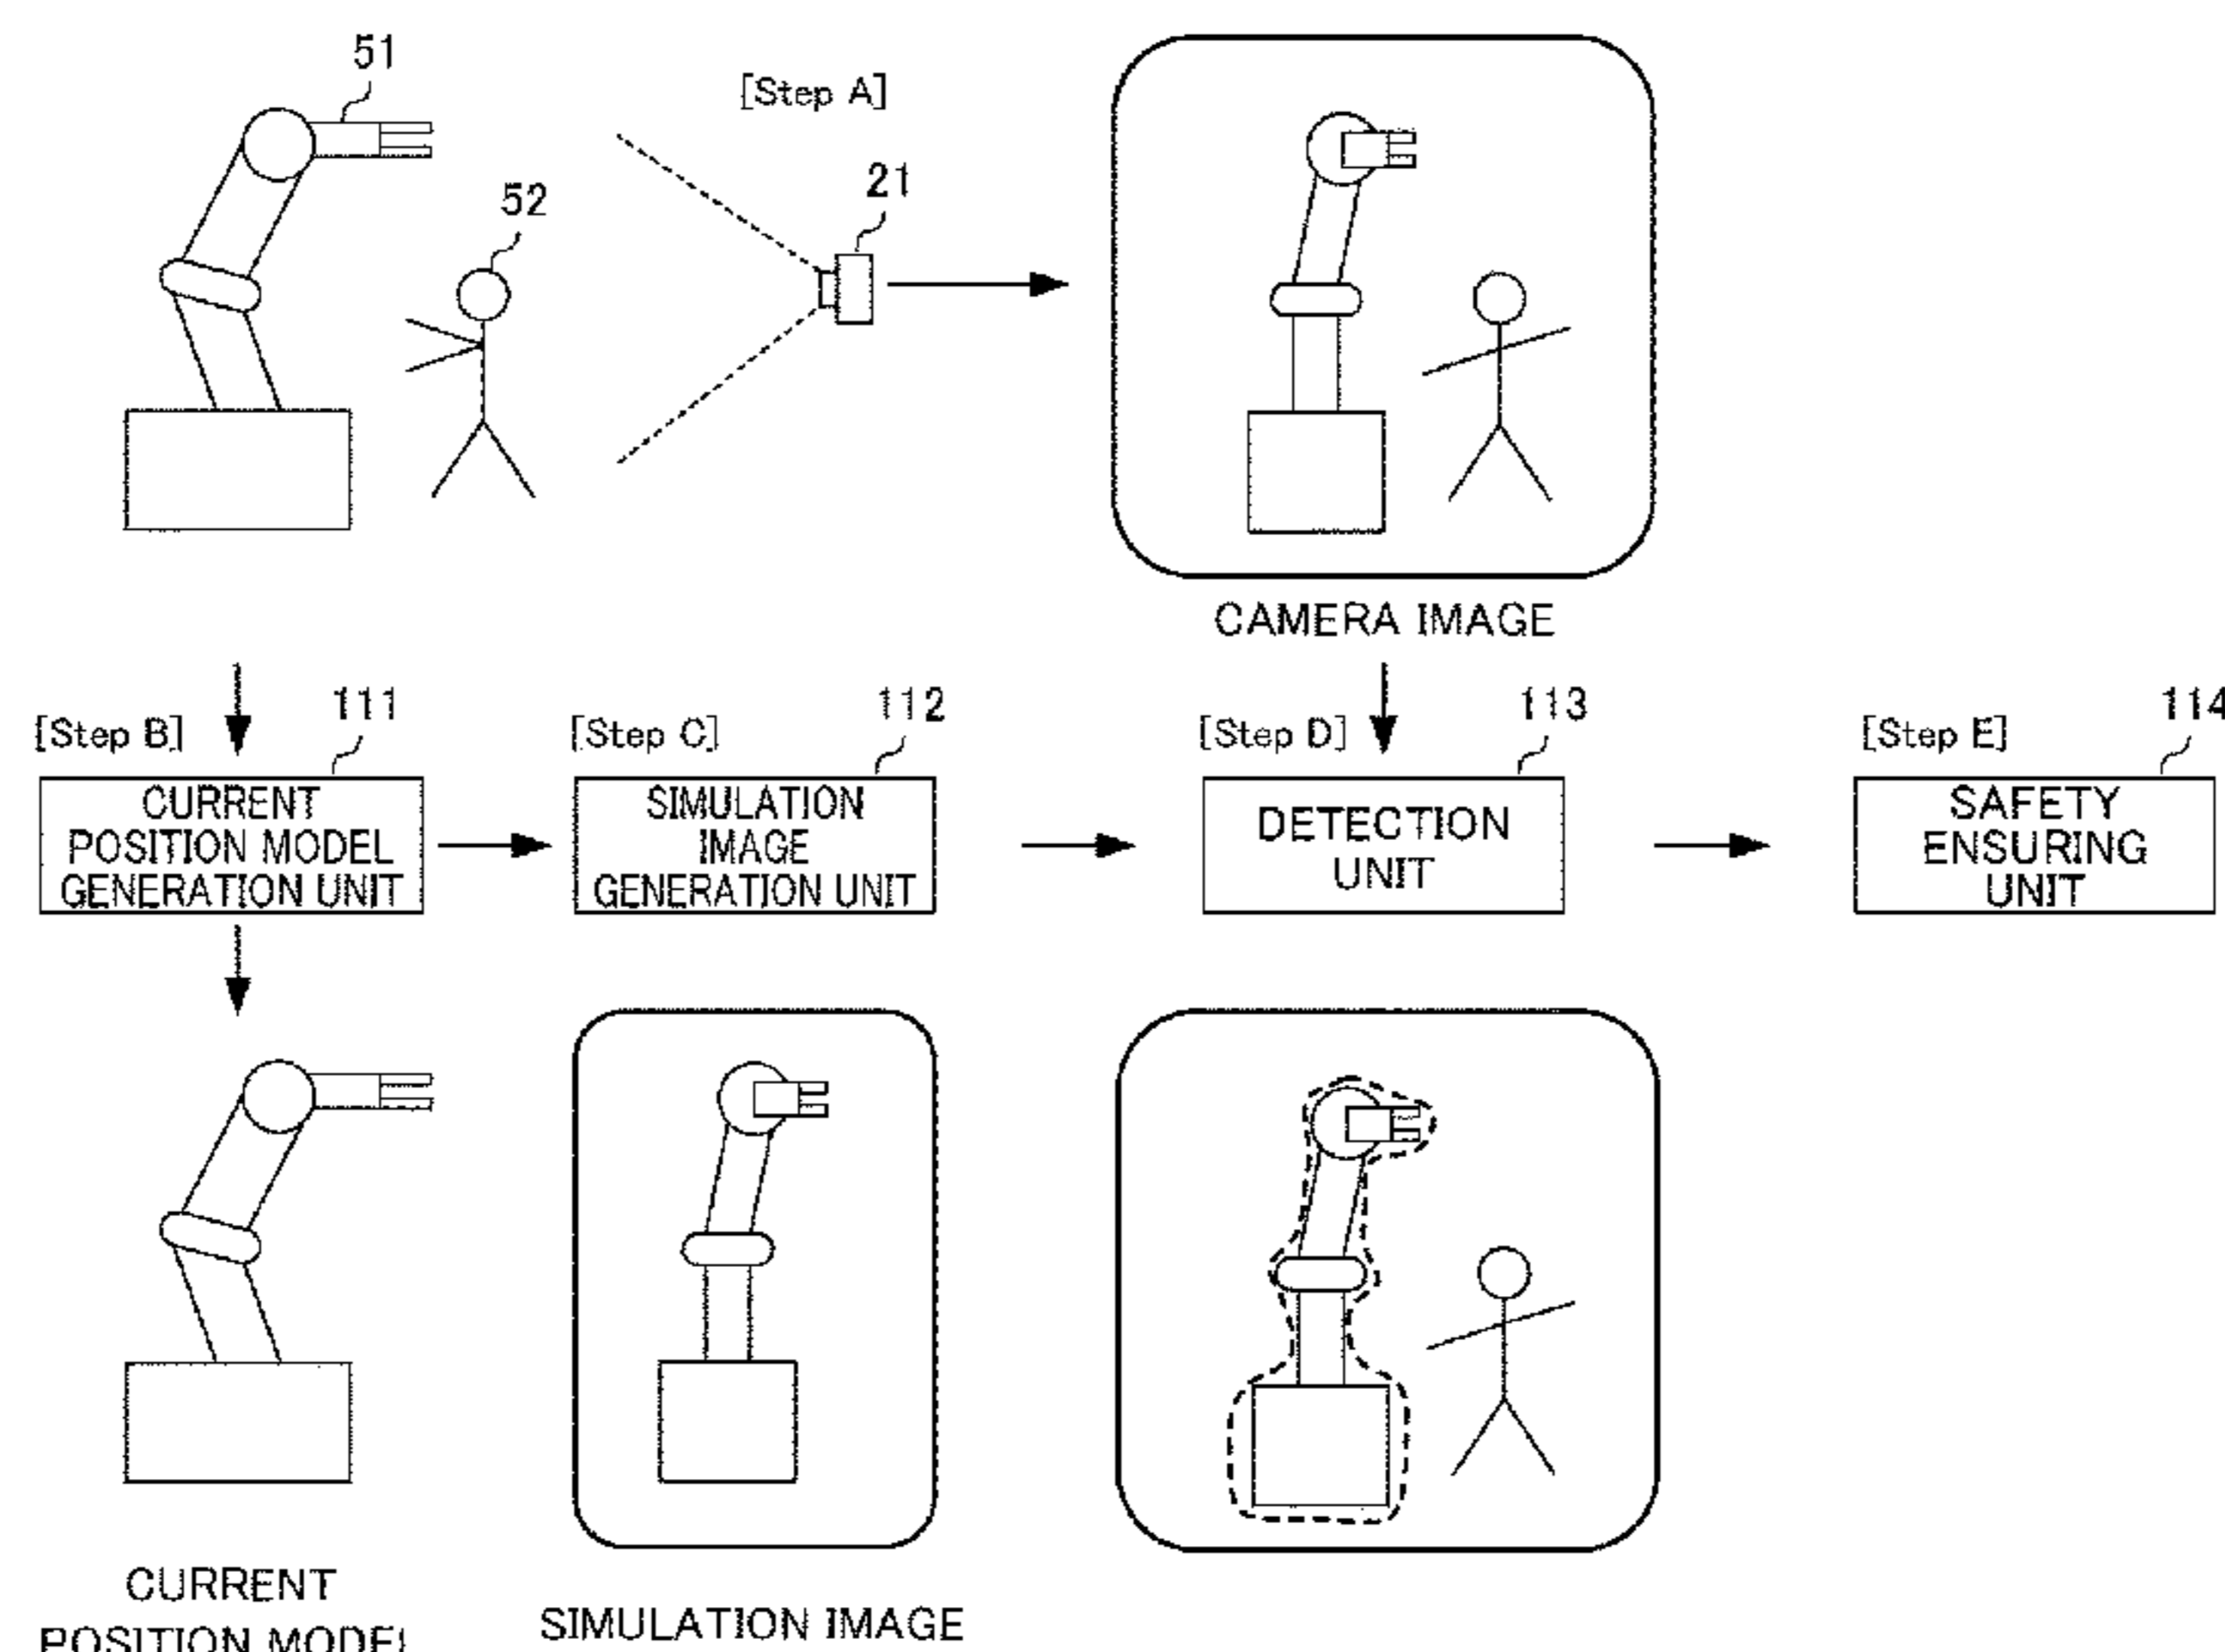 51
[Step A]
52
21
CAMERA IMAGE
[Step B]
111
[Step C]
112
[Step D]
113
[Step E]
114
CURRENT
POSITION MODEL
GENERATION UNIT
SIMULATION
IMAGE
GENERATION UNIT
DETECTION
UNIT
SAFETY
ENSURING
UNIT
CURRENT
POSITION MODEL
SIMULATION IMAGE